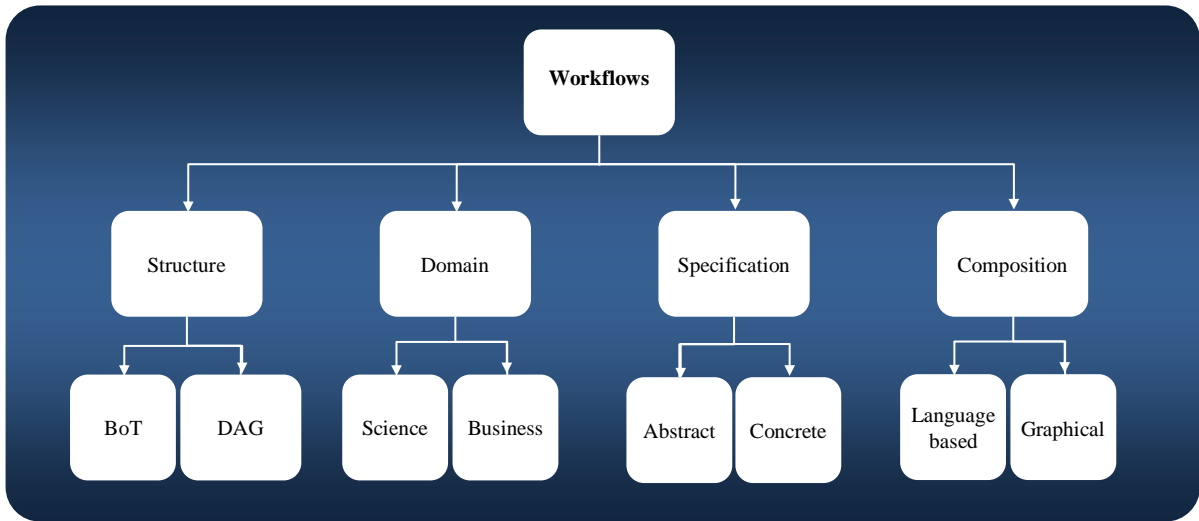 Workflows
Structure
Domain
Specification
Composition
BoT
DAG
Science
Business
Abstract
Concrete
Language
based
Graphical